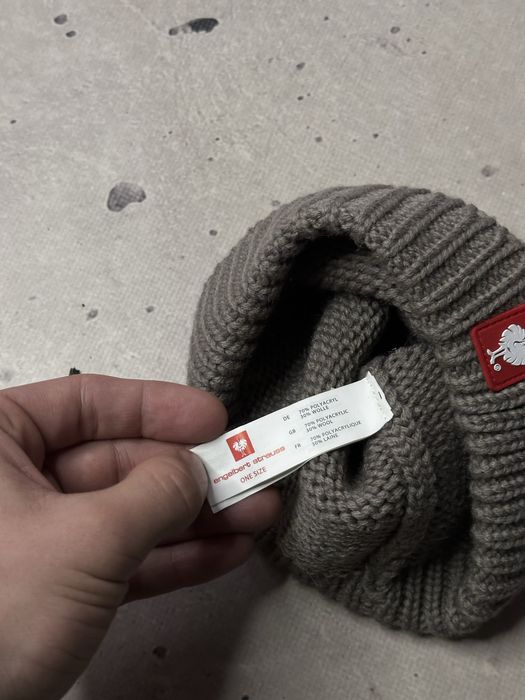 engelbert strauss
ONE SIZE
DE 70% POLYACRYL
30% WOLLE
GB 70% POLYACRYLIC
30% WOOL
FR 70% POLYACRYLIQUE
30% LAINE
®